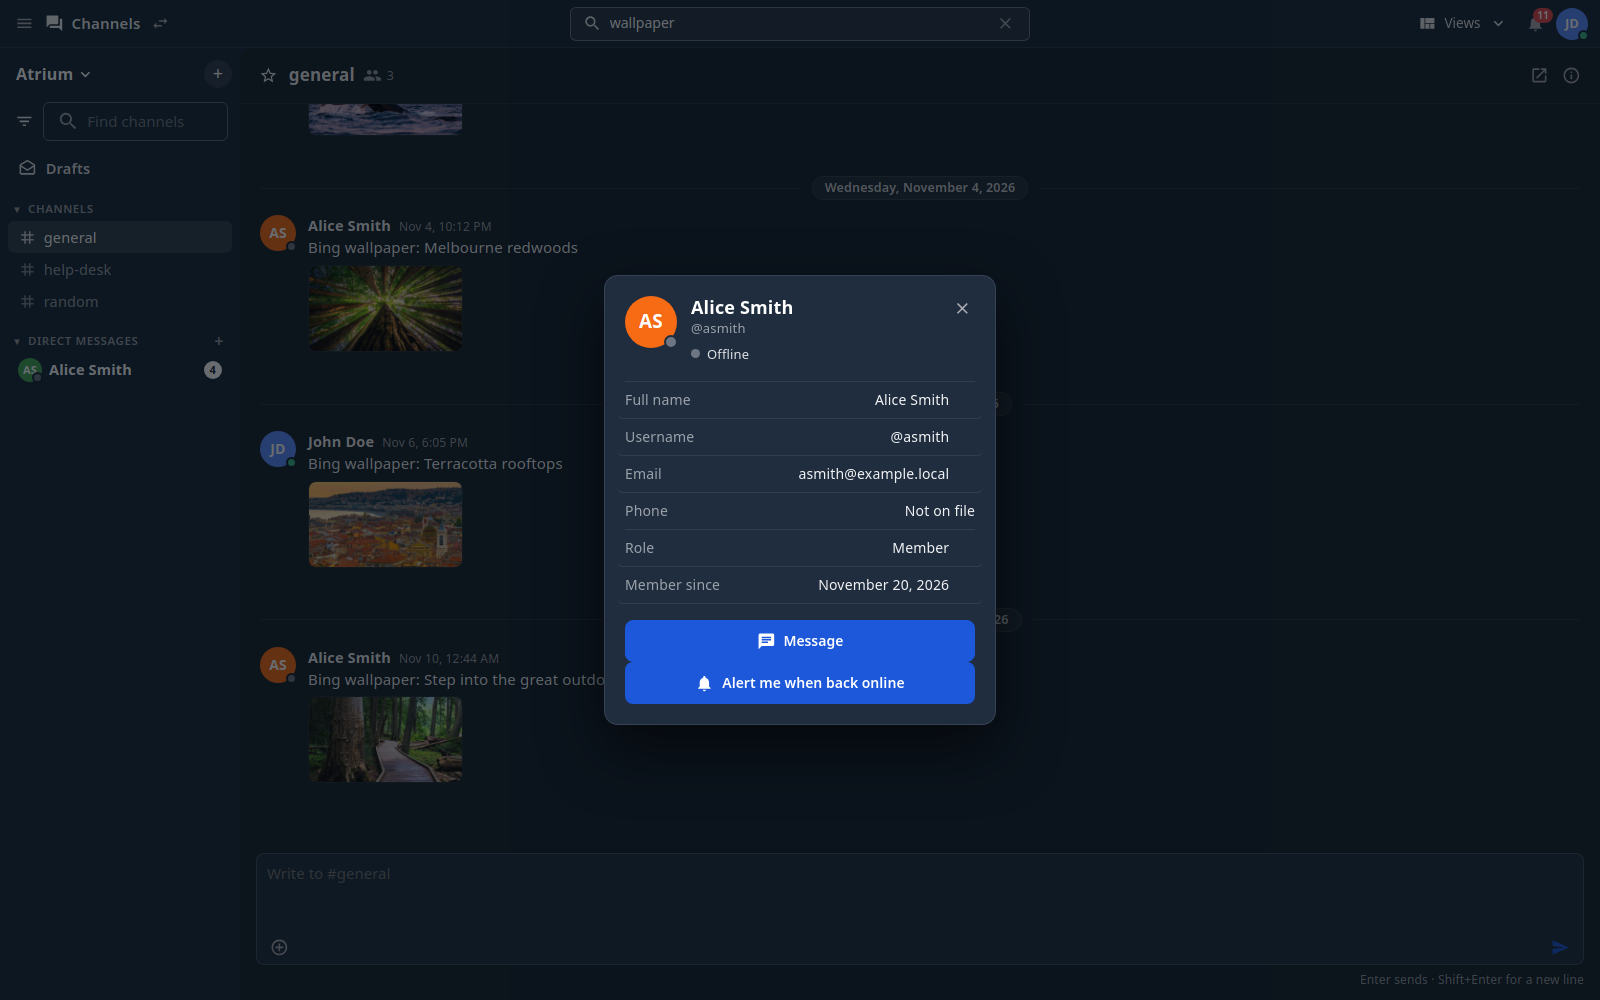 Channels
wallpaper
Views
11
JD
Atrium
+
general
3
Find channels
Drafts
Wednesday, November 4, 2026
CHANNELS
general
help-desk
random
DIRECT MESSAGES
+
AS
Alice Smith
4
AS
Alice Smith Nov 4, 10:12 PM
Bing wallpaper: Melbourne redwoods
JD
John Doe Nov 6, 6:05 PM
Bing wallpaper: Terracotta rooftops
26
AS
Alice Smith Nov 10, 12:44 AM
Bing wallpaper: Step into the great outdo
AS
Alice Smith
@asmith
Offline
Full name Alice Smith
Username @asmith
Email asmith@example.local
Phone Not on file
Role Member
Member since November 20, 2026
Message
Alert me when back online
Write to #general
Enter sends · Shift+Enter for a new line